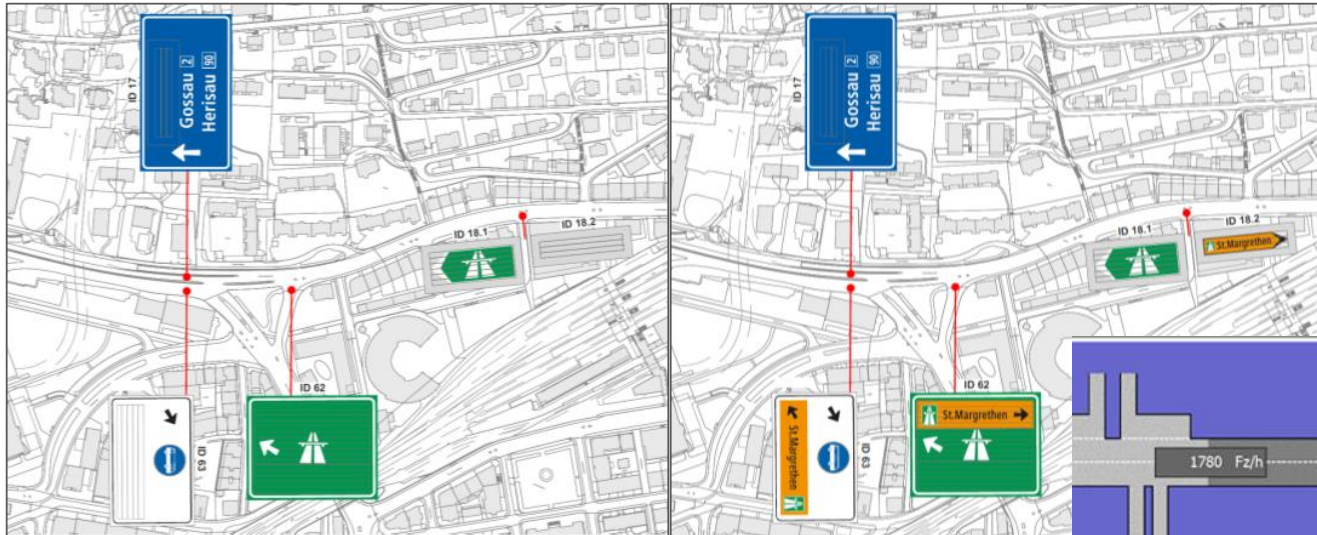 ID 17
Gossau 2
Herisau 90
ID 18.1
ID 18.2
ID 62
ID 63
ID 17
Gossau 2
Herisau 90
ID 18.1
ID 18.2
St.Margrethen
ID 62
St.Margrethen
St.Margrethen
ID 63
1780 Fz/h